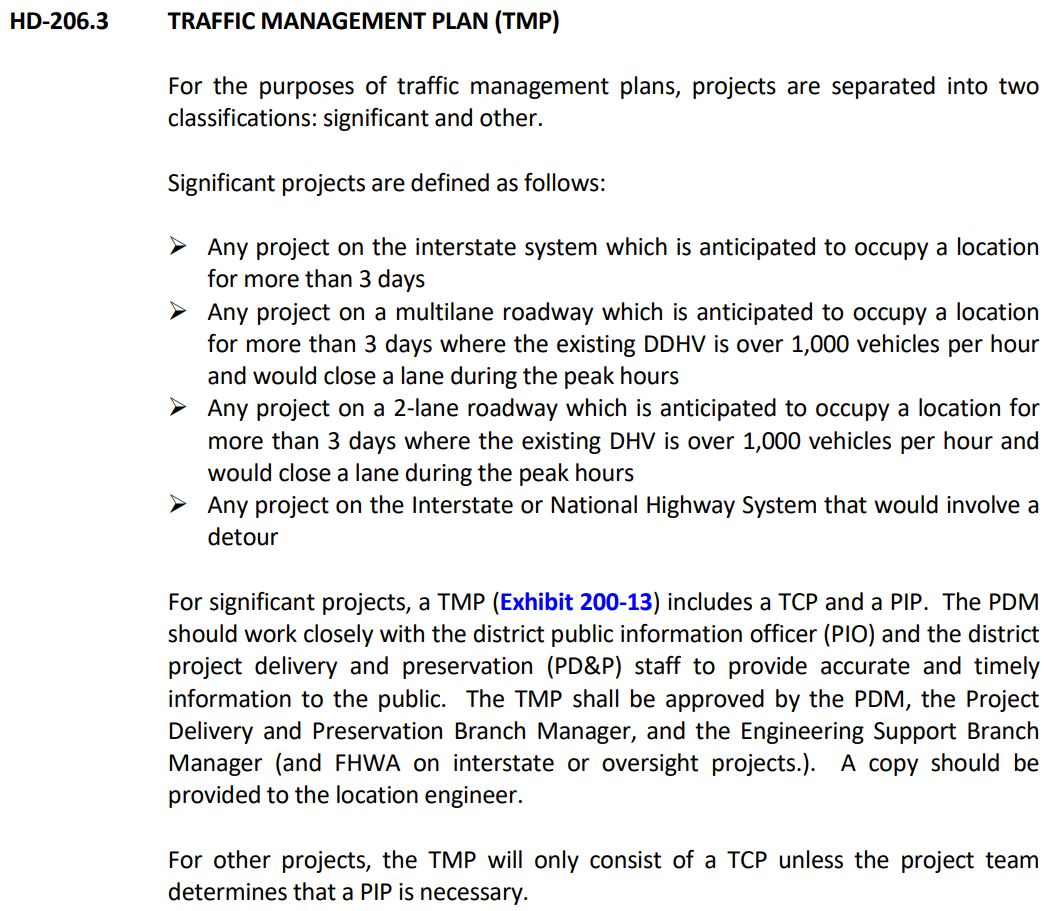 HD-206.3 TRAFFIC MANAGEMENT PLAN (TMP)
For the purposes of traffic management plans, projects are separated into two
classifications: significant and other.
Significant projects are defined as follows:
➢ Any project on the interstate system which is anticipated to occupy a location
for more than 3 days
➢ Any project on a multilane roadway which is anticipated to occupy a location
for more than 3 days where the existing DDHV is over 1,000 vehicles per hour
and would close a lane during the peak hours
➢ Any project on a 2-lane roadway which is anticipated to occupy a location for
more than 3 days where the existing DHV is over 1,000 vehicles per hour and
would close a lane during the peak hours
➢ Any project on the Interstate or National Highway System that would involve a
detour
For significant projects, a TMP (Exhibit 200-13) includes a TCP and a PIP. The PDM
should work closely with the district public information officer (PIO) and the district
project delivery and preservation (PD&P) staff to provide accurate and timely
information to the public. The TMP shall be approved by the PDM, the Project
Delivery and Preservation Branch Manager, and the Engineering Support Branch
Manager (and FHWA on interstate or oversight projects.). A copy should be
provided to the location engineer.
For other projects, the TMP will only consist of a TCP unless the project team
determines that a PIP is necessary.